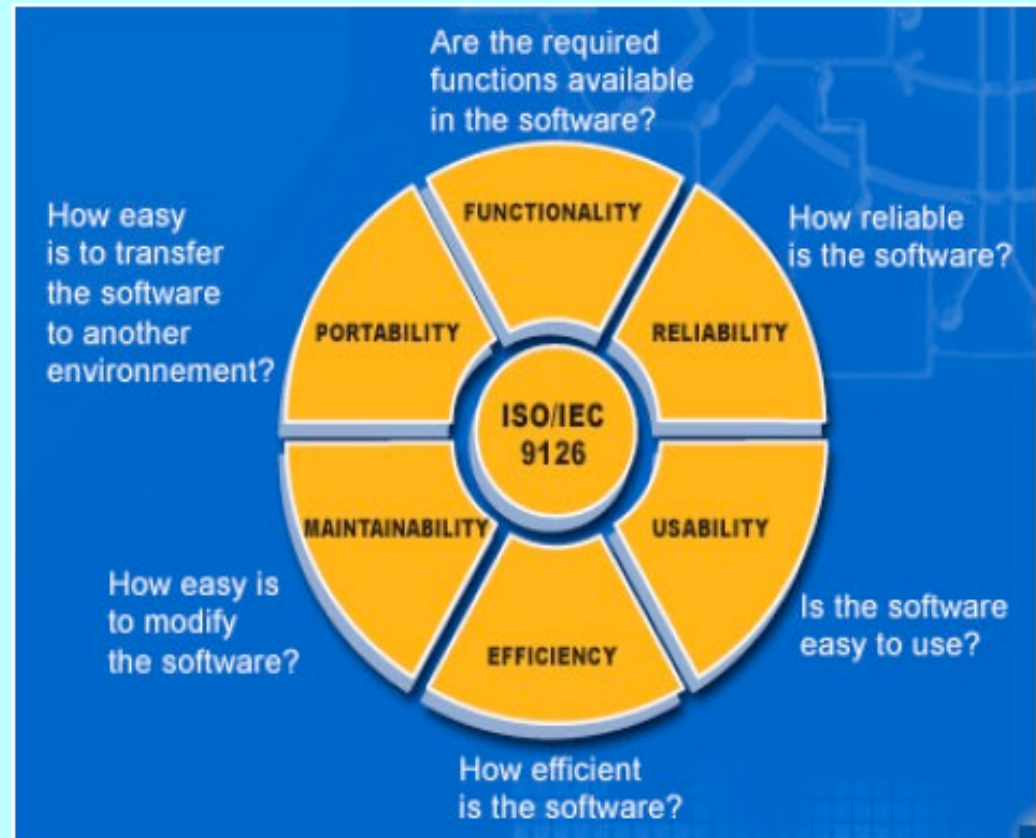 Are the required
functions available
in the software?
FUNCTIONALITY
How reliable
is the software?
RELIABILITY
USABILITY
Is the software
easy to use?
EFFICIENCY
How efficient
is the software?
MAINTAINABILITY
How easy is
to modify
the software?
PORTABILITY
How easy
is to transfer
the software
to another
environnement?
ISO/IEC
9126